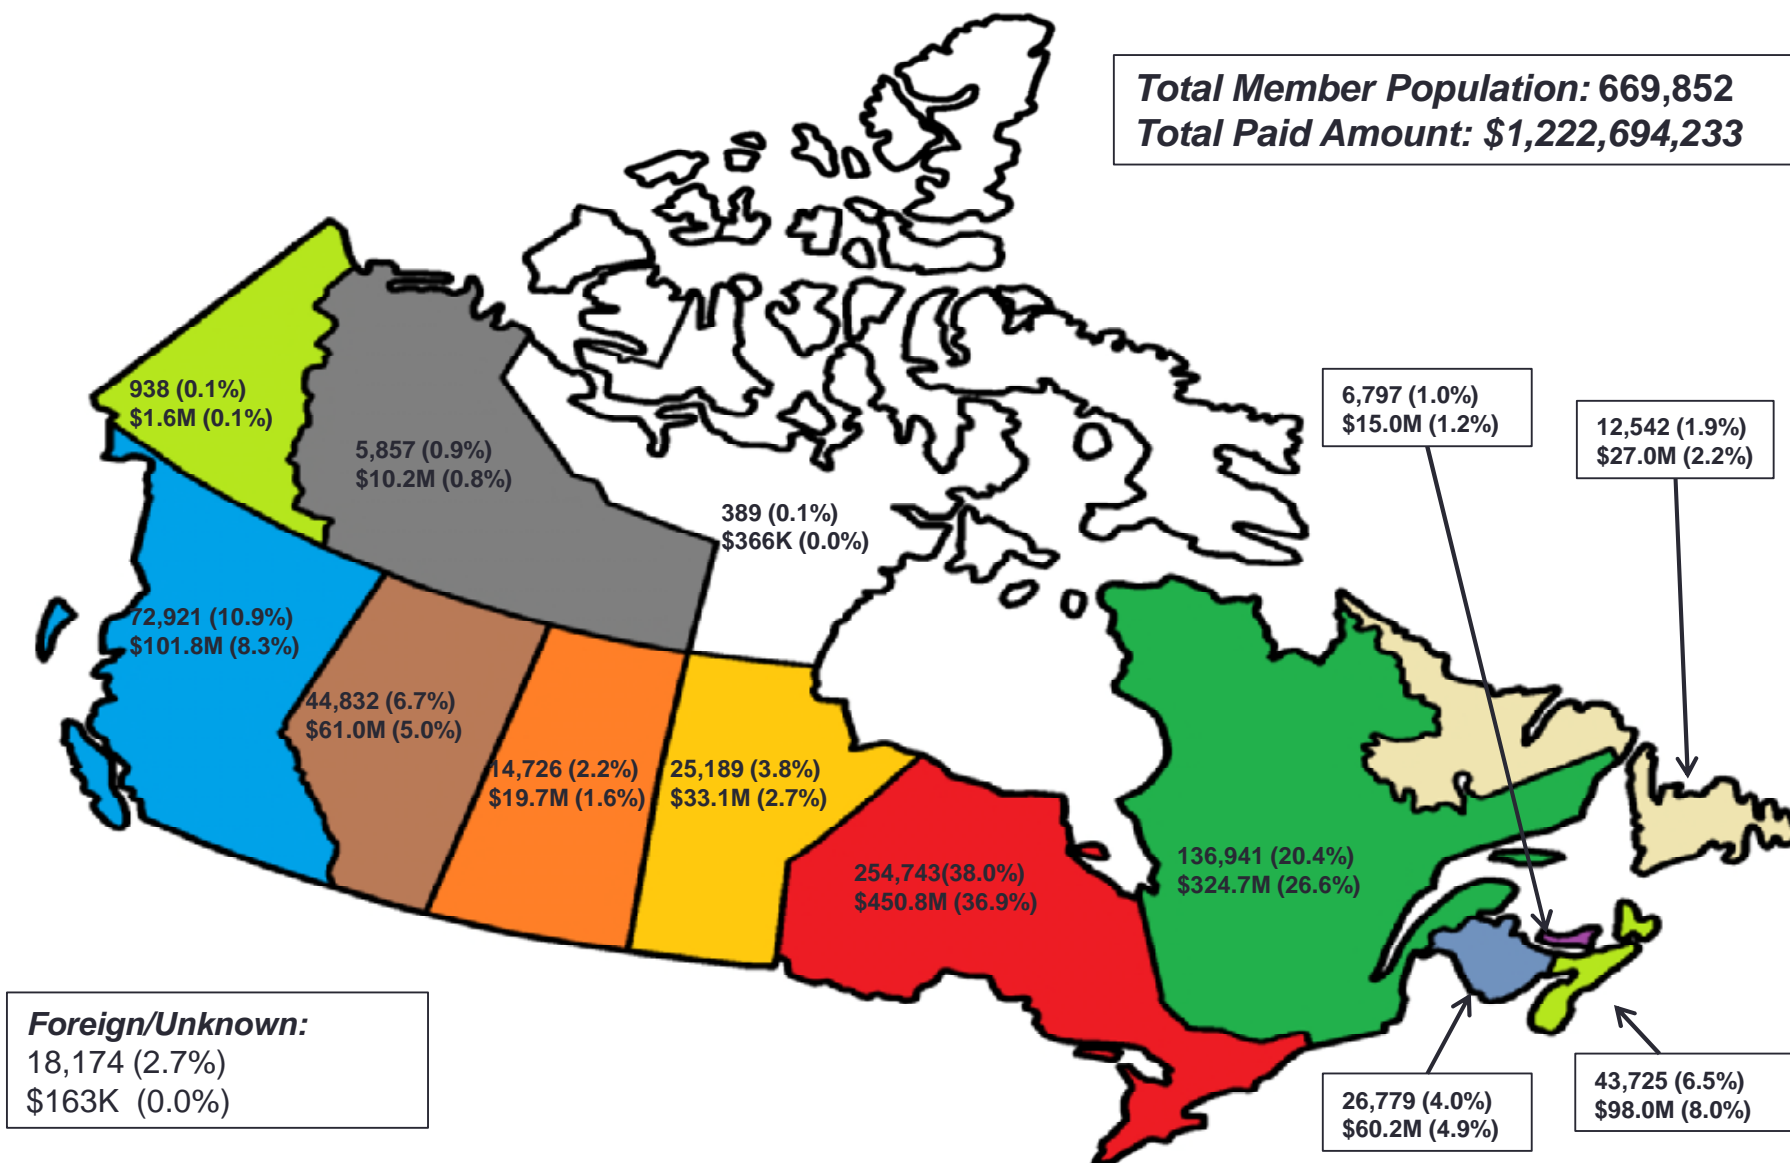 Total Member Population: 669,852
Total Paid Amount: $1,222,694,233
938 (0.1%)
$1.6M (0.1%)
5,857 (0.9%)
$10.2M (0.8%)
389 (0.1%)
$366K (0.0%)
6,797 (1.0%)
$15.0M (1.2%)
12,542 (1.9%)
$27.0M (2.2%)
72,921 (10.9%)
$101.8M (8.3%)
44,832 (6.7%)
$61.0M (5.0%)
14,726 (2.2%)
$19.7M (1.6%)
25,189 (3.8%)
$33.1M (2.7%)
254,743(38.0%)
$450.8M (36.9%)
136,941 (20.4%)
$324.7M (26.6%)
Foreign/Unknown:
18,174 (2.7%)
$163K (0.0%)
26,779 (4.0%)
$60.2M (4.9%)
43,725 (6.5%)
$98.0M (8.0%)